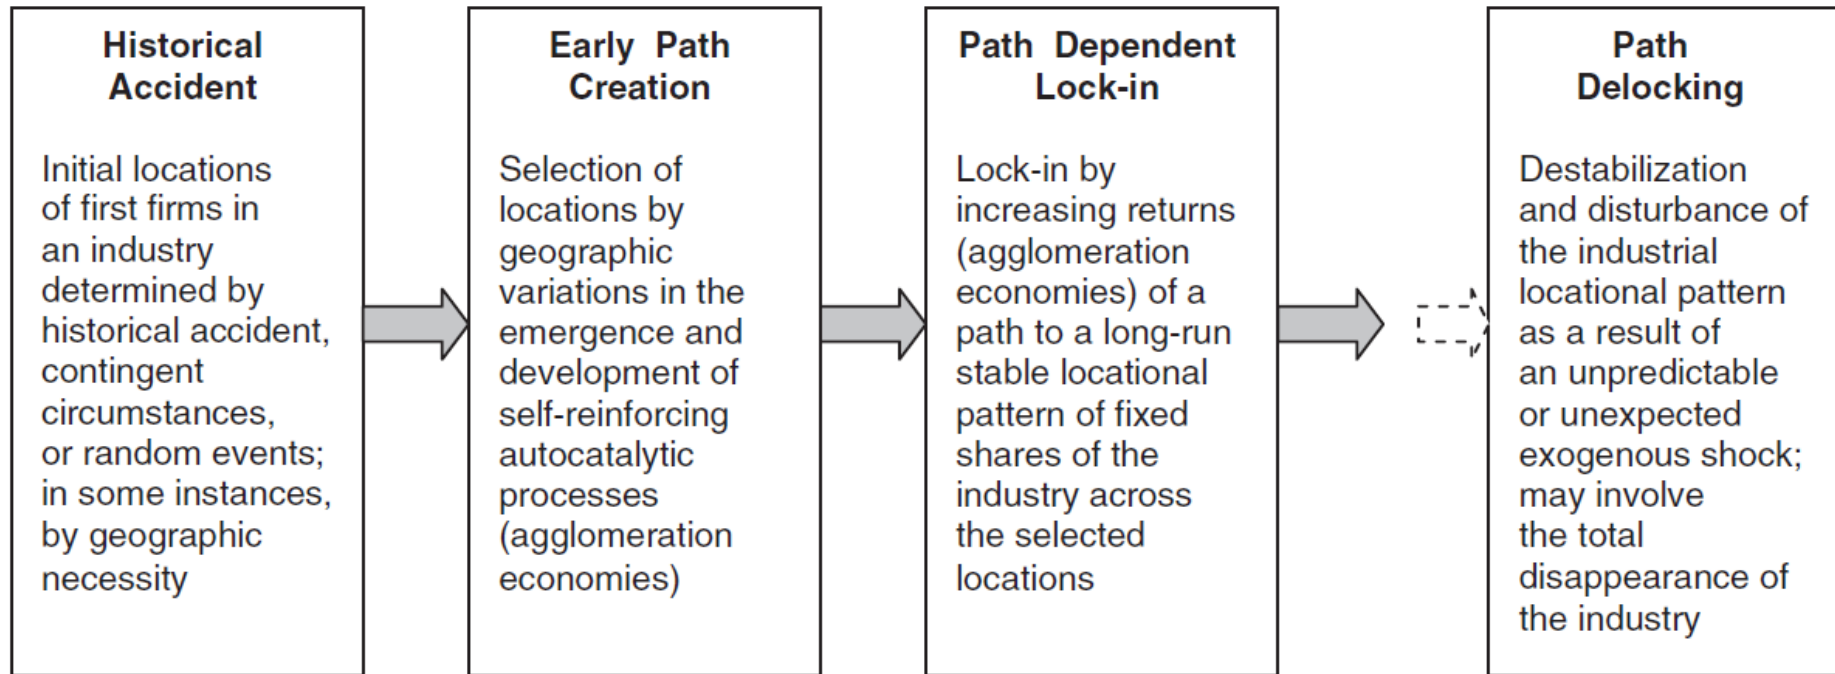 Historical
Accident
Initial locations
of first firms in
an industry
determined by
historical accident,
contingent
circumstances,
or random events;
in some instances,
by geographic
necessity
Early Path
Creation
Selection of
locations by
geographic
variations in the
emergence and
development of
self-reinforcing
autocatalytic
processes
(agglomeration
economies)
Path Dependent
Lock-in
Lock-in by
increasing returns
(agglomeration
economies) of a
path to a long-run
stable locational
pattern of fixed
shares of the
industry across
the selected
locations
Path
Delocking
Destabilization
and disturbance of
the industrial
locational pattern
as a result of
an unpredictable
or unexpected
exogenous shock;
may involve
the total
disappearance of
the industry